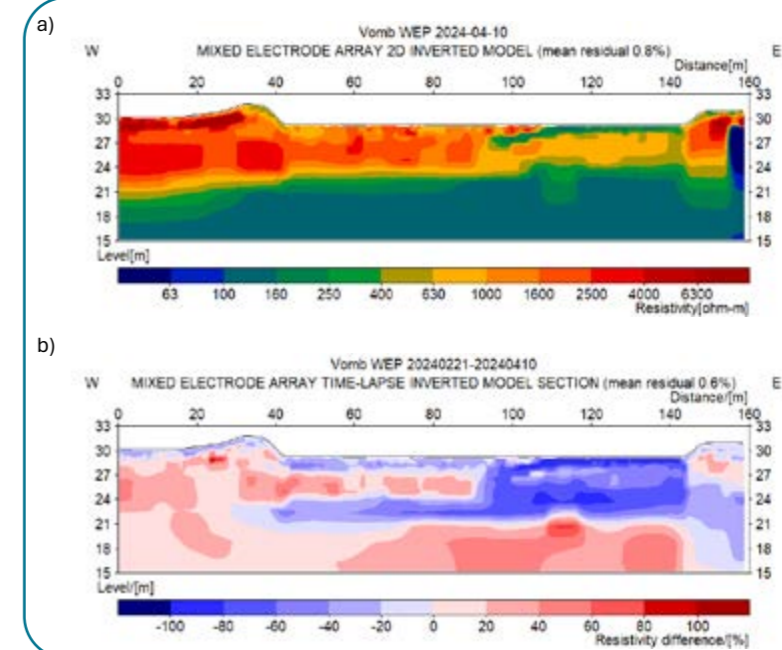 a)
Vomb WEP 2024-04-10
W MIXED ELECTRODE ARRAY 2D INVERTED MODEL (mean residual 0.8%) E
Distance[m]
0 20 40 60 80 100 120 140 160
33 33
30 30
27 27
24 24
21 21
18 18
15 15
Level[m]
63 100 160 250 400 630 1000 1600 2500 4000 6300
Resistivity[ohm-m]
b)
Vomb WEP 20240221-20240410
W MIXED ELECTRODE ARRAY TIME-LAPSE INVERTED MODEL SECTION (mean residual 0.6%) E
Distance/[m]
0 20 40 60 80 100 120 140 160
33 33
30 30
27 27
24 24
21 21
18 18
15 15
Level/[m]
-100 -80 -60 -40 -20 0 20 40 60 80 100
Resistivity difference/[%]